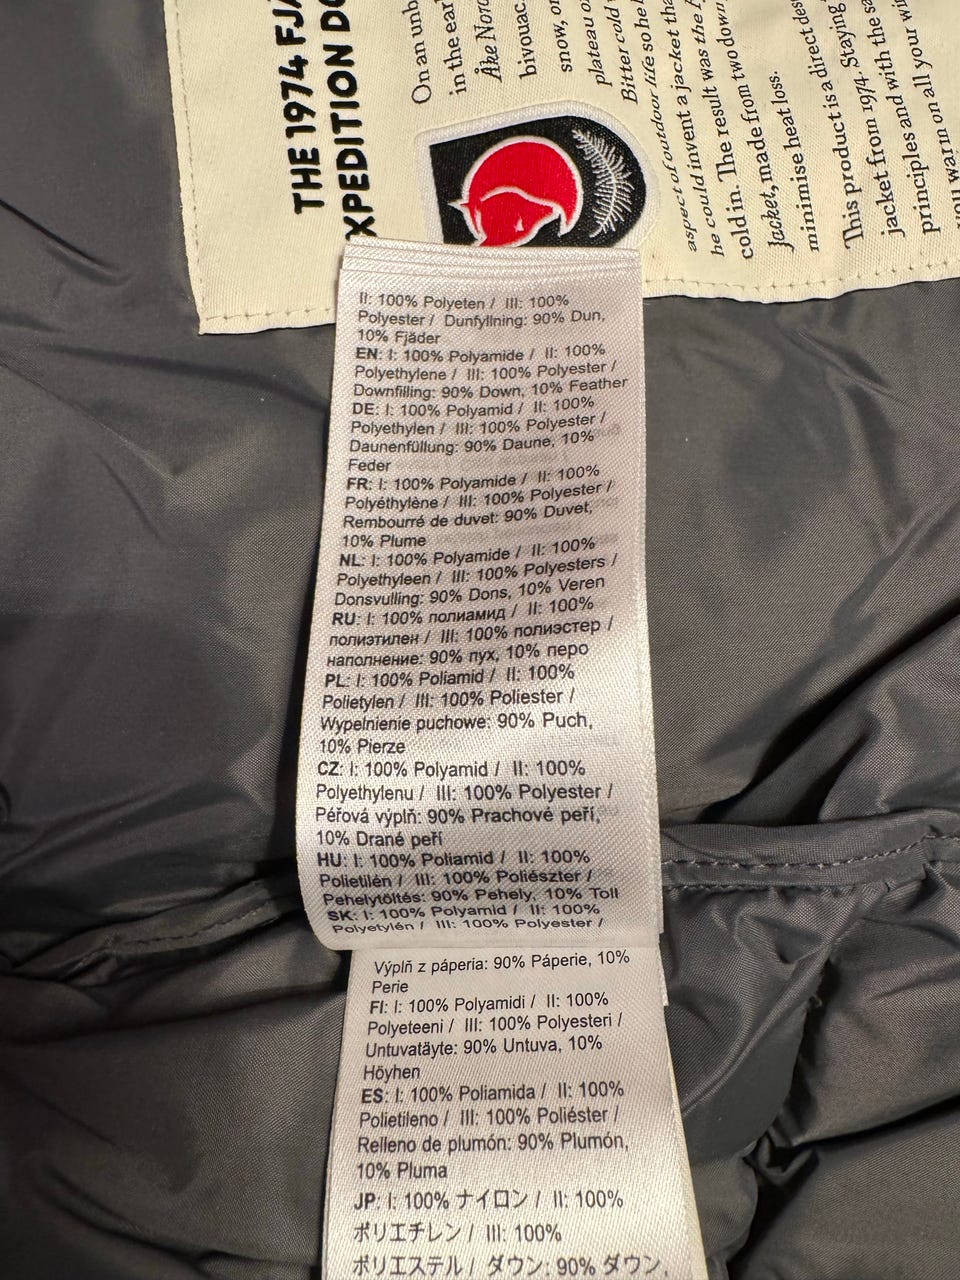 THE 1974 FJÄ
XPEDITION DO
On an unb
in the ear
Åke Nord
bivouac.
snow, or
plateau o
Bitter cold
aspect of outdoor life so he
he could invent a jacket tha
cold in. The result was the
Jacket, made from two down
minimise heat loss.
This product is a direct des
jacket from 1974. Staying
principles and with the sa
you warm on all your wi
II: 100% Polyeten / III: 100%
Polyester / Dunfyllning: 90% Dun,
10% Fjäder
EN: I: 100% Polyamide / II: 100%
Polyethylene / III: 100% Polyester /
Downfilling: 90% Down, 10% Feather
DE: I: 100% Polyamid / II: 100%
Polyethylen / III: 100% Polyester /
Daunenfüllung: 90% Daune, 10%
Feder
FR: I: 100% Polyamide / II: 100%
Polyéthylène / III: 100% Polyester /
Rembourré de duvet: 90% Duvet,
10% Plume
NL: I: 100% Polyamide / II: 100%
Polyethyleen / III: 100% Polyesters /
Donsvulling: 90% Dons, 10% Veren
RU: I: 100% полиамид / II: 100%
полиэтилен / III: 100% полиэстер /
наполнение: 90% пух, 10% перо
PL: I: 100% Poliamid / II: 100%
Polietylen / III: 100% Poliester /
Wypełnienie puchowe: 90% Puch,
10% Pierze
CZ: I: 100% Polyamid / II: 100%
Polyethylenu / III: 100% Polyester /
Péřová výplň: 90% Prachové peří,
10% Drané peří
HU: I: 100% Poliamid / II: 100%
Polietilén / III: 100% Poliészter /
Pehelytöltés: 90% Pehely, 10% Toll
SK: I: 100% Polyamid / II: 100%
Polyetylén / III: 100% Polyester /
Výplň z páperia: 90% Páperie, 10%
Perie
FI: I: 100% Polyamidi / II: 100%
Polyeteeni / III: 100% Polyesteri /
Untuvatäyte: 90% Untuva, 10%
Höyhen
ES: I: 100% Poliamida / II: 100%
Polietileno / III: 100% Poliéster /
Relleno de plumón: 90% Plumón,
10% Pluma
JP: I: 100% ナイロン / II: 100%
ポリエチレン / III: 100%
ポリエステル / ダウン: 90% ダウン,